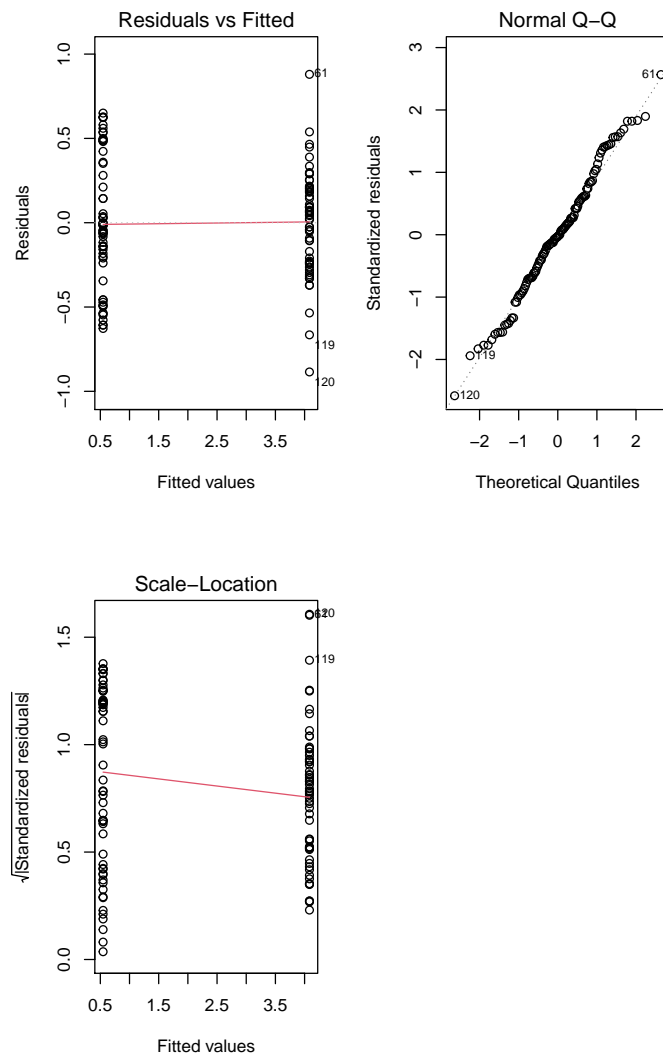 Residuals vs Fitted
1.0
0.5
0.0
−0.5
−1.0
Residuals
61
119
120
0.5 1.5 2.5 3.5
Fitted values
Normal Q−Q
3
2
1
0
−1
−2
Standardized residuals
61
119
120
−2 −1 0 1 2
Theoretical Quantiles
Scale−Location
1.5
1.0
0.5
0.0
√|Standardized residuals|
119
0.5 1.5 2.5 3.5
Fitted values